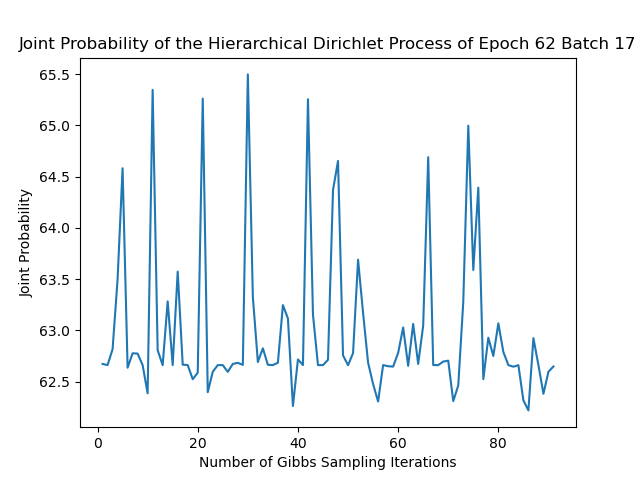 Joint Probability of the Hierarchical Dirichlet Process of Epoch 62 Batch 17
65.5
65.0
64.5
64.0
63.5
63.0
62.5
Joint Probability
0 20 40 60 80
Number of Gibbs Sampling Iterations